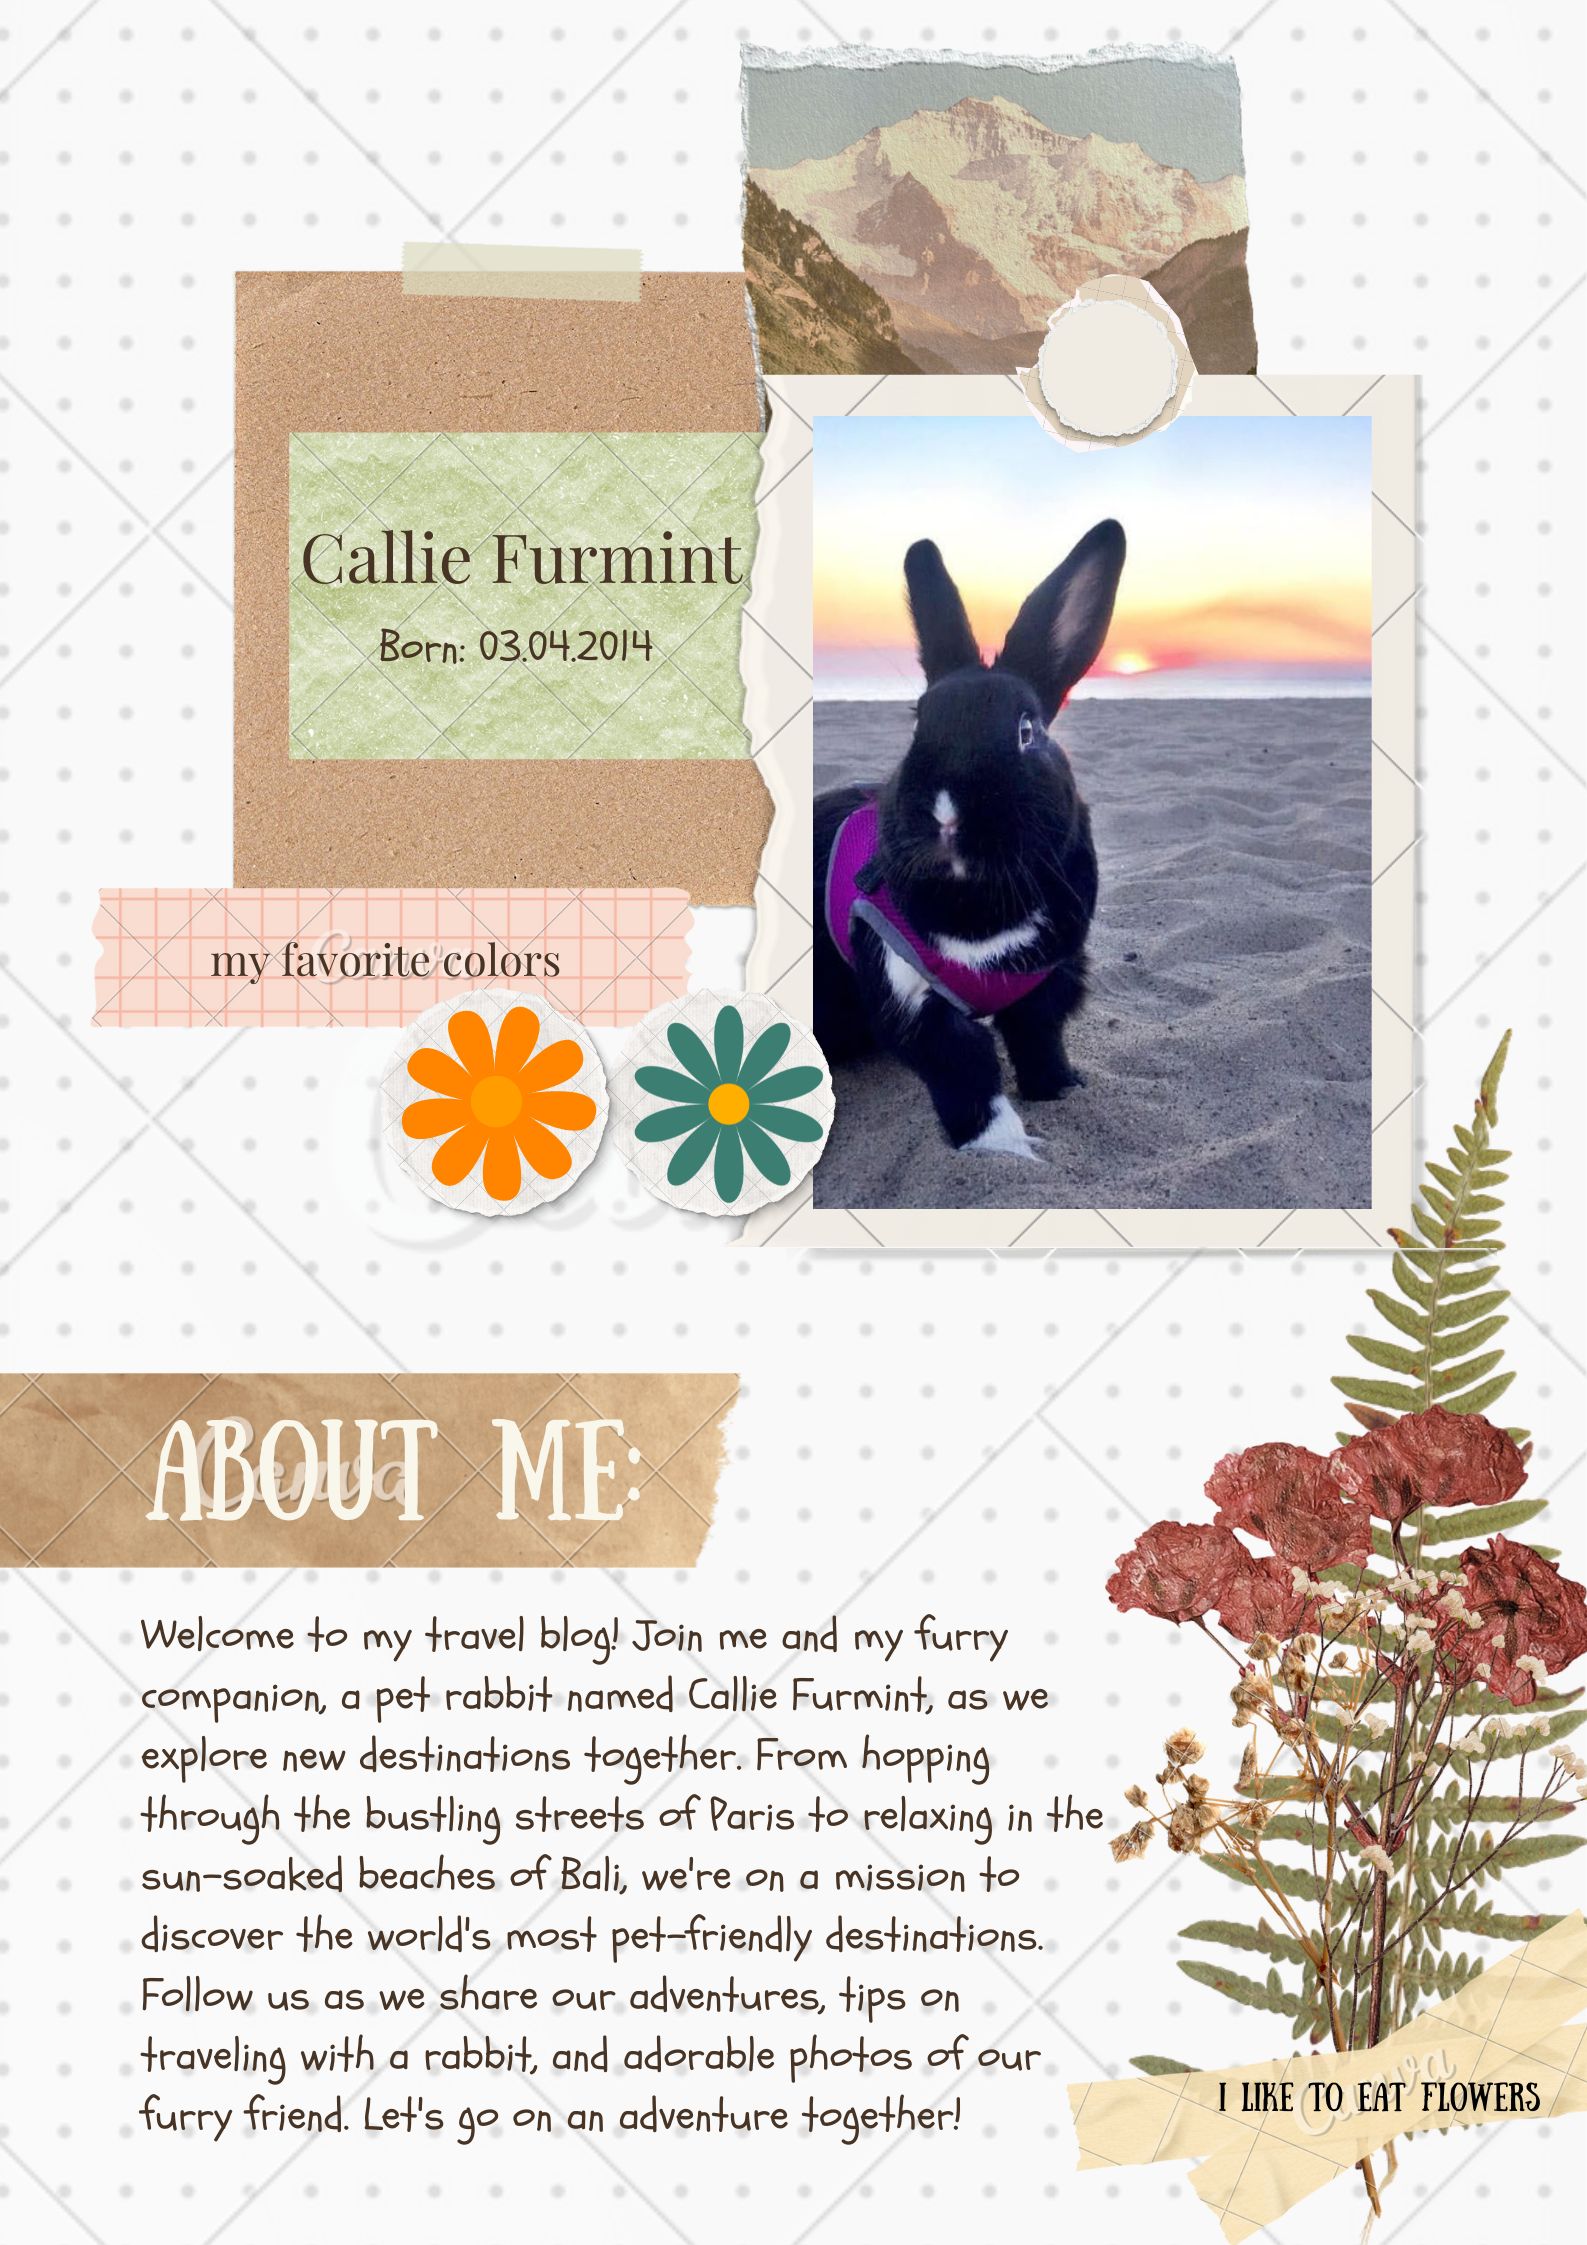 Callie Furmint
Born: 03.04.2014
my favorite colors
Canva
ABOUT ME:
Canva
Welcome to my travel blog! Join me and my furry
companion, a pet rabbit named Callie Furmint, as we
explore new destinations together. From hopping
through the bustling streets of Paris to relaxing in the
sun-soaked beaches of Bali, we're on a mission to
discover the world's most pet-friendly destinations.
Follow us as we share our adventures, tips on
traveling with a rabbit, and adorable photos of our
furry friend. Let's go on an adventure together!
I LIKE TO EAT FLOWERS
Canva